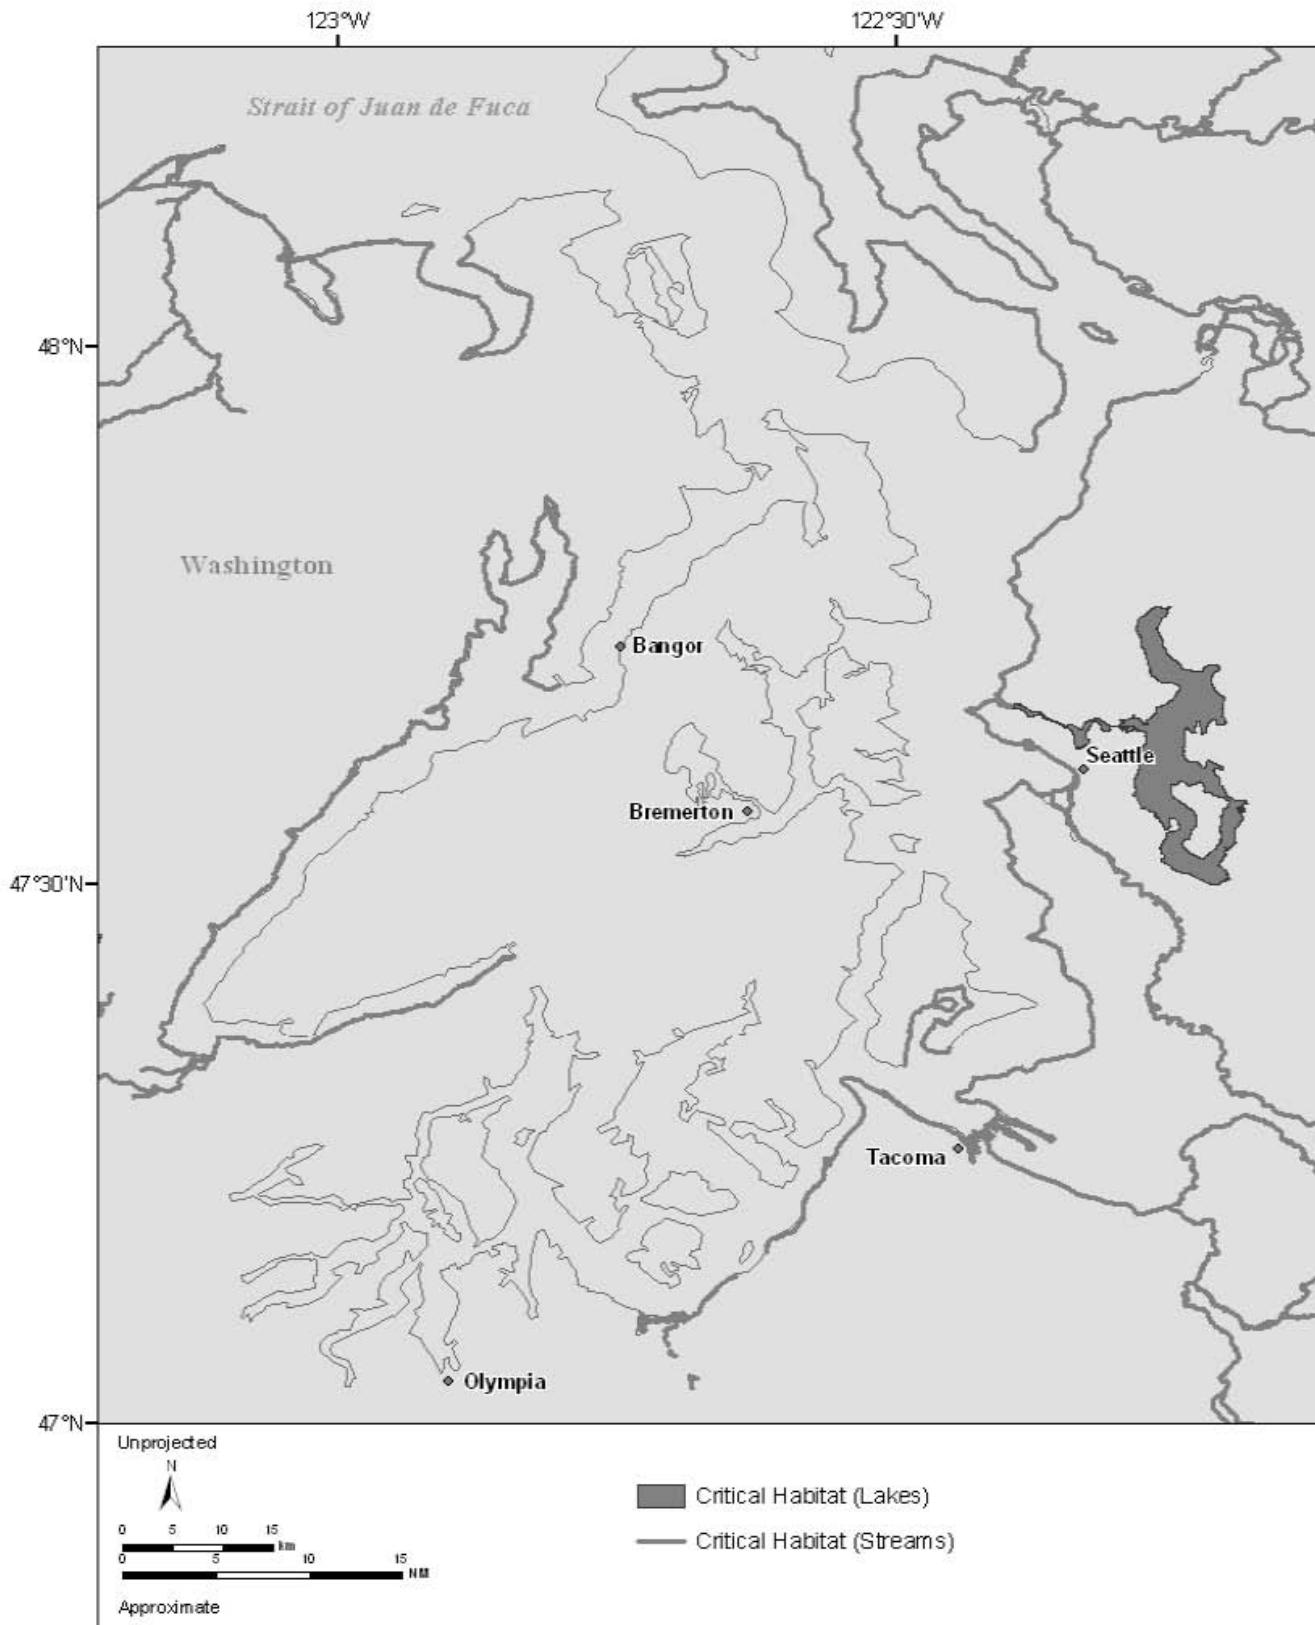 123°W
122°30'W
Strait of Juan de Fuca
48°N
Washington
Bangor
Seattle
Bremerton
47°30'N
Tacoma
Olympia
47°N
Unprojected
N
0 5 10 15
km
0 5 10 15
NM
Approximate
Critical Habitat (Lakes)
Critical Habitat (Streams)